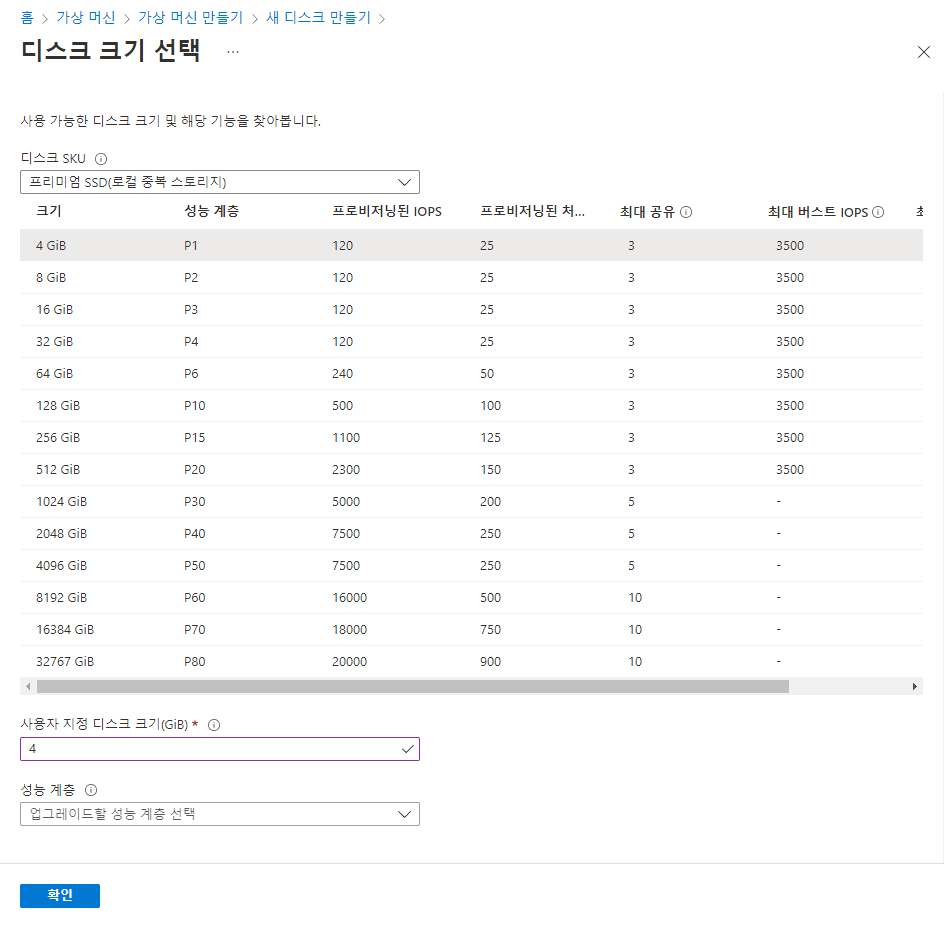 홈 > 가상 머신 > 가상 머신 만들기 > 새 디스크 만들기 >
디스크 크기 선택 ...
사용 가능한 디스크 크기 및 해당 기능을 찾아봅니다.
디스크 SKU
프리미엄 SSD(로컬 중복 스토리지)
크기 성능 계층 프로비저닝된 IOPS 프로비저닝된 처... 최대 공유 최대 버스트 IOPS
4 GiB P1 120 25 3 3500
8 GiB P2 120 25 3 3500
16 GiB P3 120 25 3 3500
32 GiB P4 120 25 3 3500
64 GiB P6 240 50 3 3500
128 GiB P10 500 100 3 3500
256 GiB P15 1100 125 3 3500
512 GiB P20 2300 150 3 3500
1024 GiB P30 5000 200 5 -
2048 GiB P40 7500 250 5 -
4096 GiB P50 7500 250 5 -
8192 GiB P60 16000 500 10 -
16384 GiB P70 18000 750 10 -
32767 GiB P80 20000 900 10 -
사용자 지정 디스크 크기(GiB) *
4
성능 계층
업그레이드할 성능 계층 선택
확인